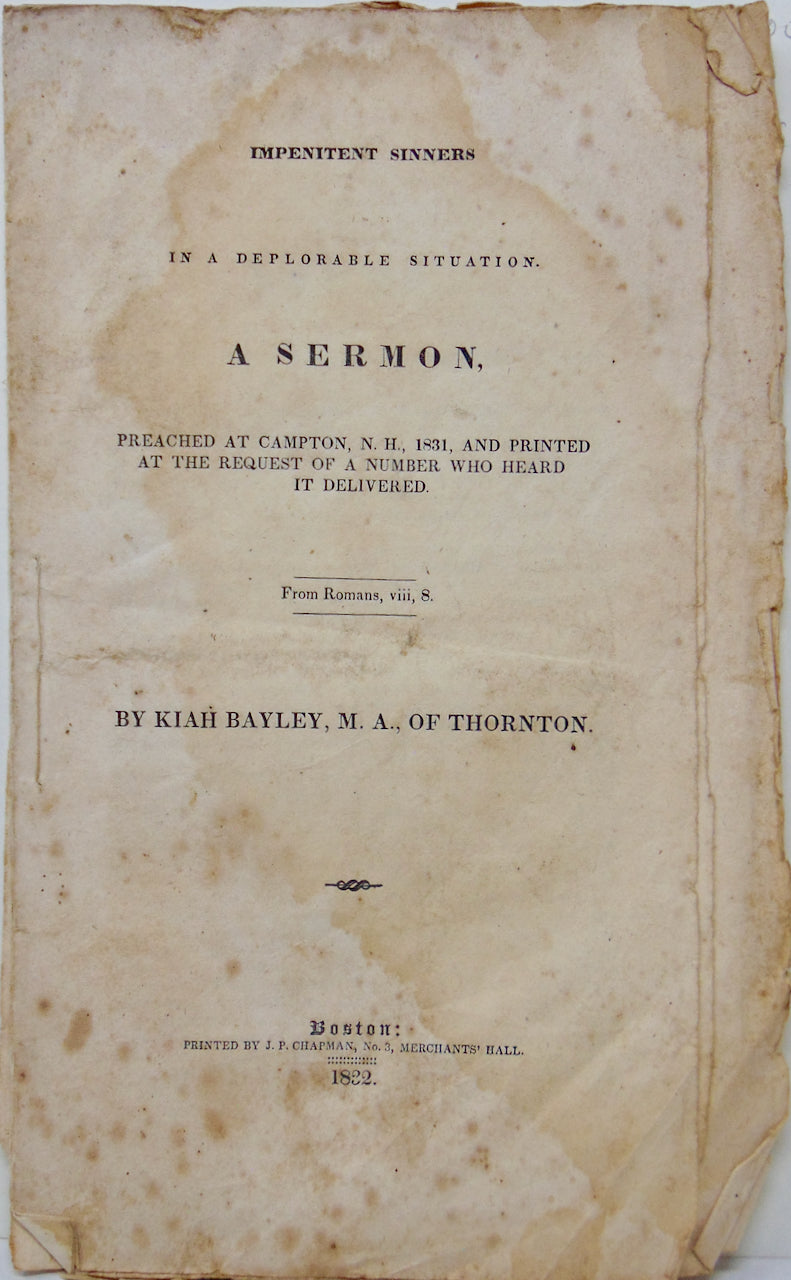 IMPENITENT SINNERS
IN A DEPLORABLE SITUATION.
A SERMON,
PREACHED AT CAMPTON, N. H., 1831, AND PRINTED
AT THE REQUEST OF A NUMBER WHO HEARD
IT DELIVERED.
From Romans, viii, 8.
BY KIAH BAYLEY, M. A., OF THORNTON.
Boston:
PRINTED BY J. P. CHAPMAN, No. 3, MERCHANTS' HALL.
1832.